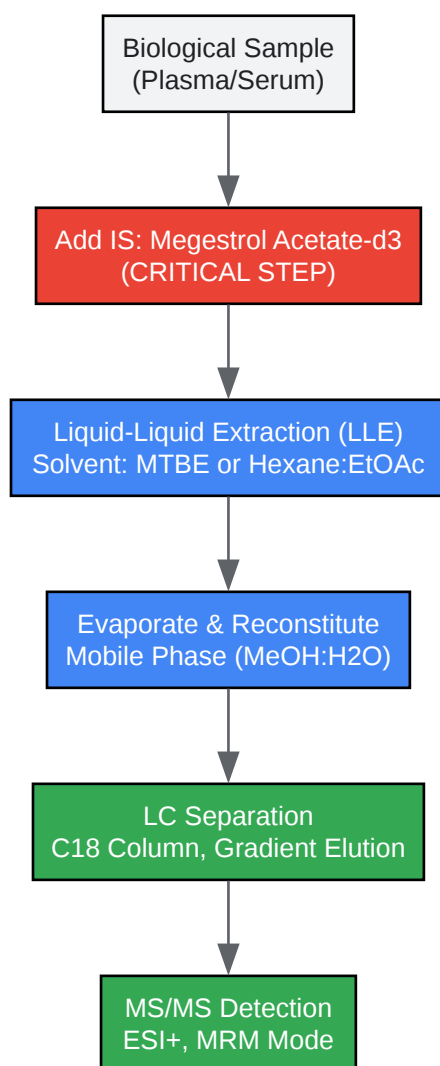 Biological Sample
(Plasma/Serum)
Add IS: Megestrol Acetate-d3
(CRITICAL STEP)
Liquid-Liquid Extraction (LLE)
Solvent: MTBE or Hexane:EtOAc
Evaporate & Reconstitute
Mobile Phase (MeOH:H2O)
LC Separation
C18 Column, Gradient Elution
MS/MS Detection
ESI+, MRM Mode